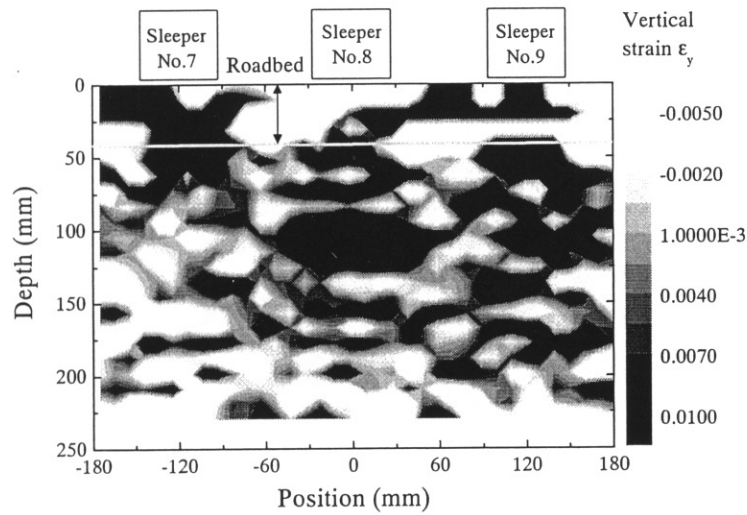 Sleeper
No.7
Roadbed
Sleeper
No.8
Sleeper
No.9
Vertical
strain εy
-0.0050
-0.0020
1.0000E-3
0.0040
0.0070
0.0100
0
50
100
150
200
250
Depth (mm)
-180
-120
-60
0
60
120
180
Position (mm)